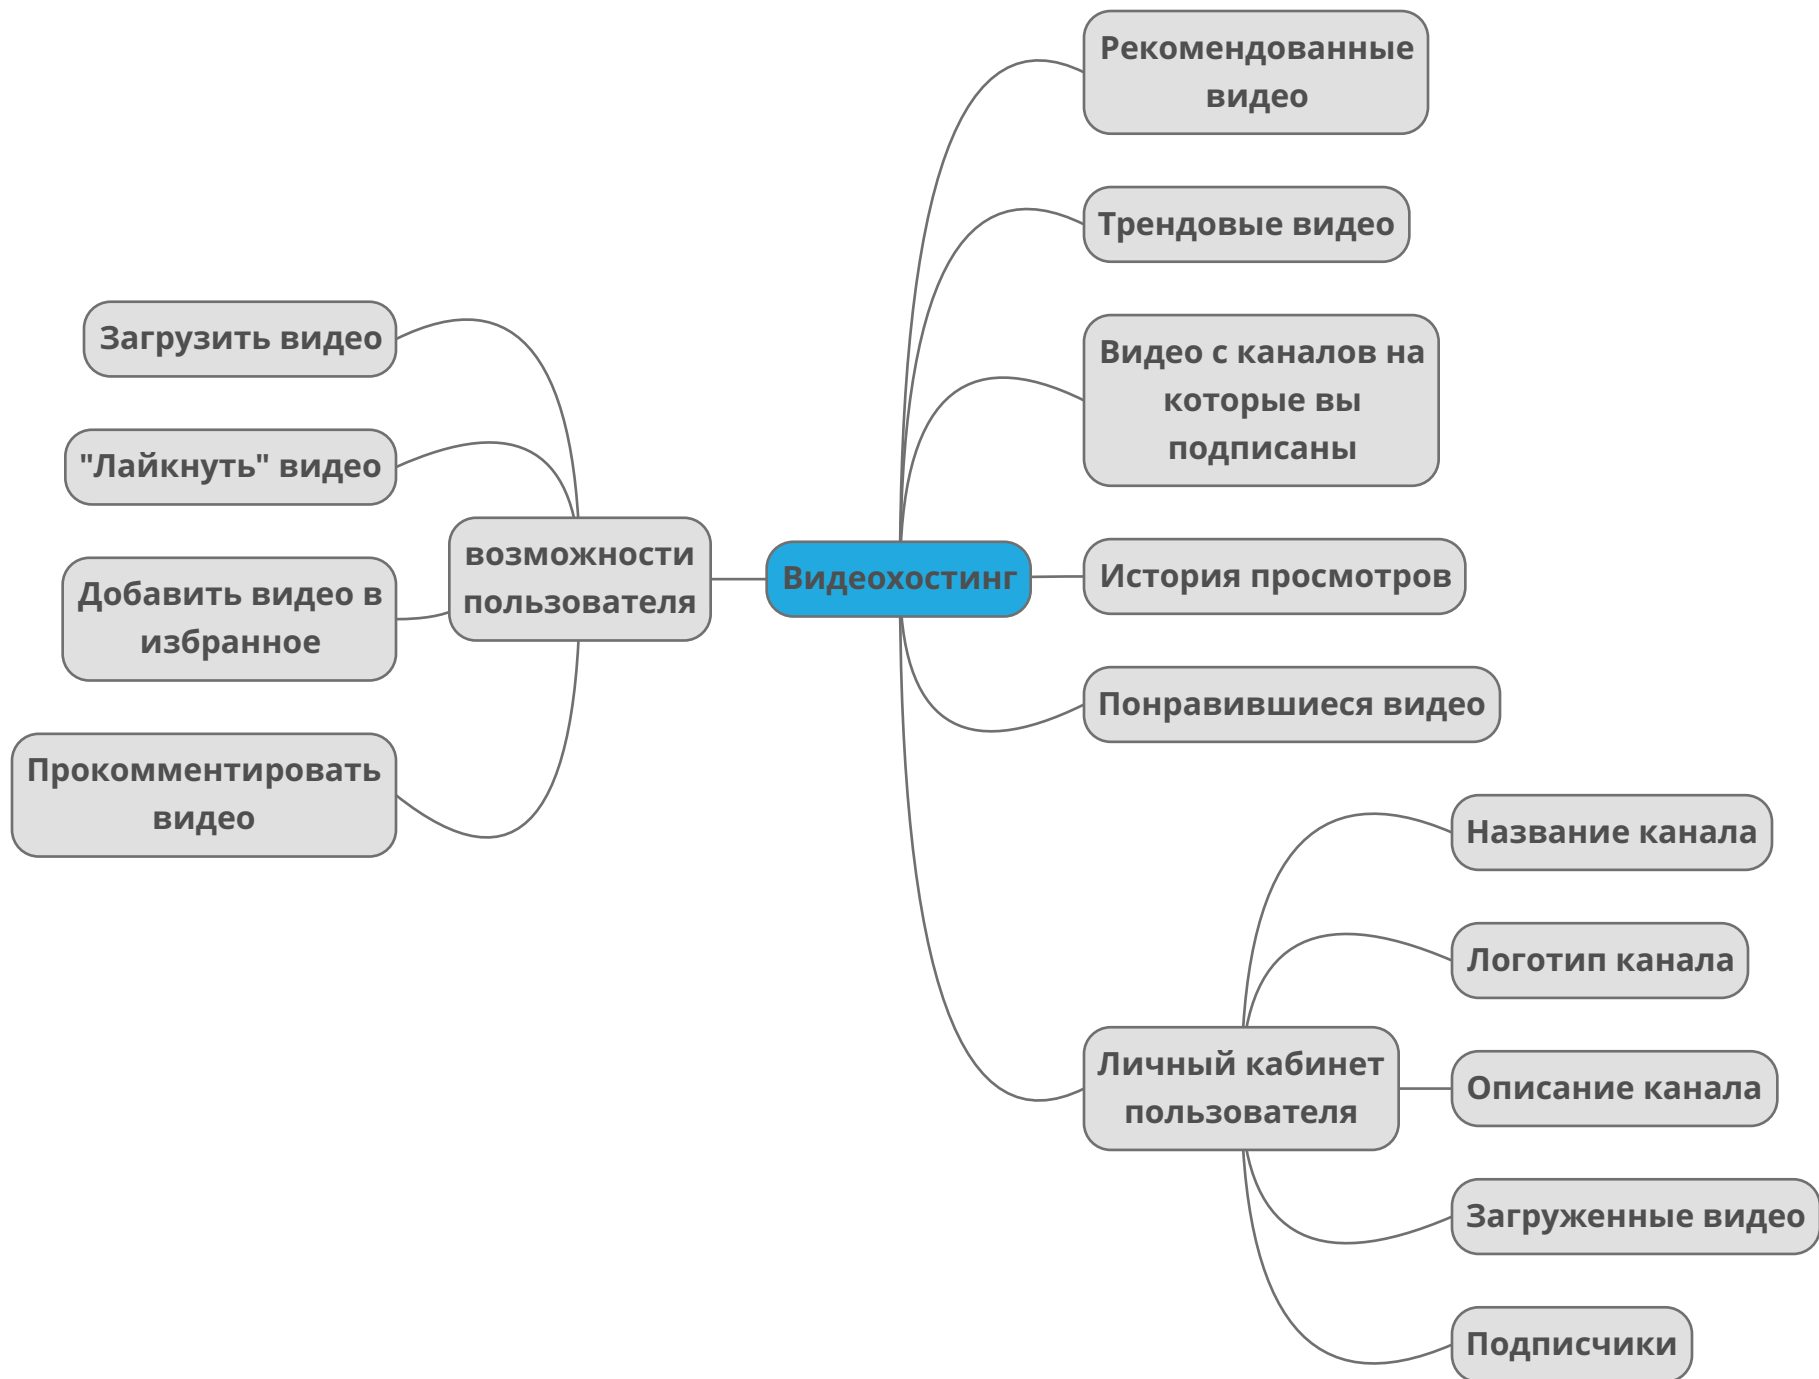 Загрузить видео
"Лайкнуть" видео
Добавить видео в
избранное
Прокомментировать
видео
возможности
пользователя
Видеохостинг
Рекомендованные
видео
Трендовые видео
Видео с каналов на
которые вы
подписаны
История просмотров
Понравившиеся видео
Личный кабинет
пользователя
Название канала
Логотип канала
Описание канала
Загруженные видео
Подписчики